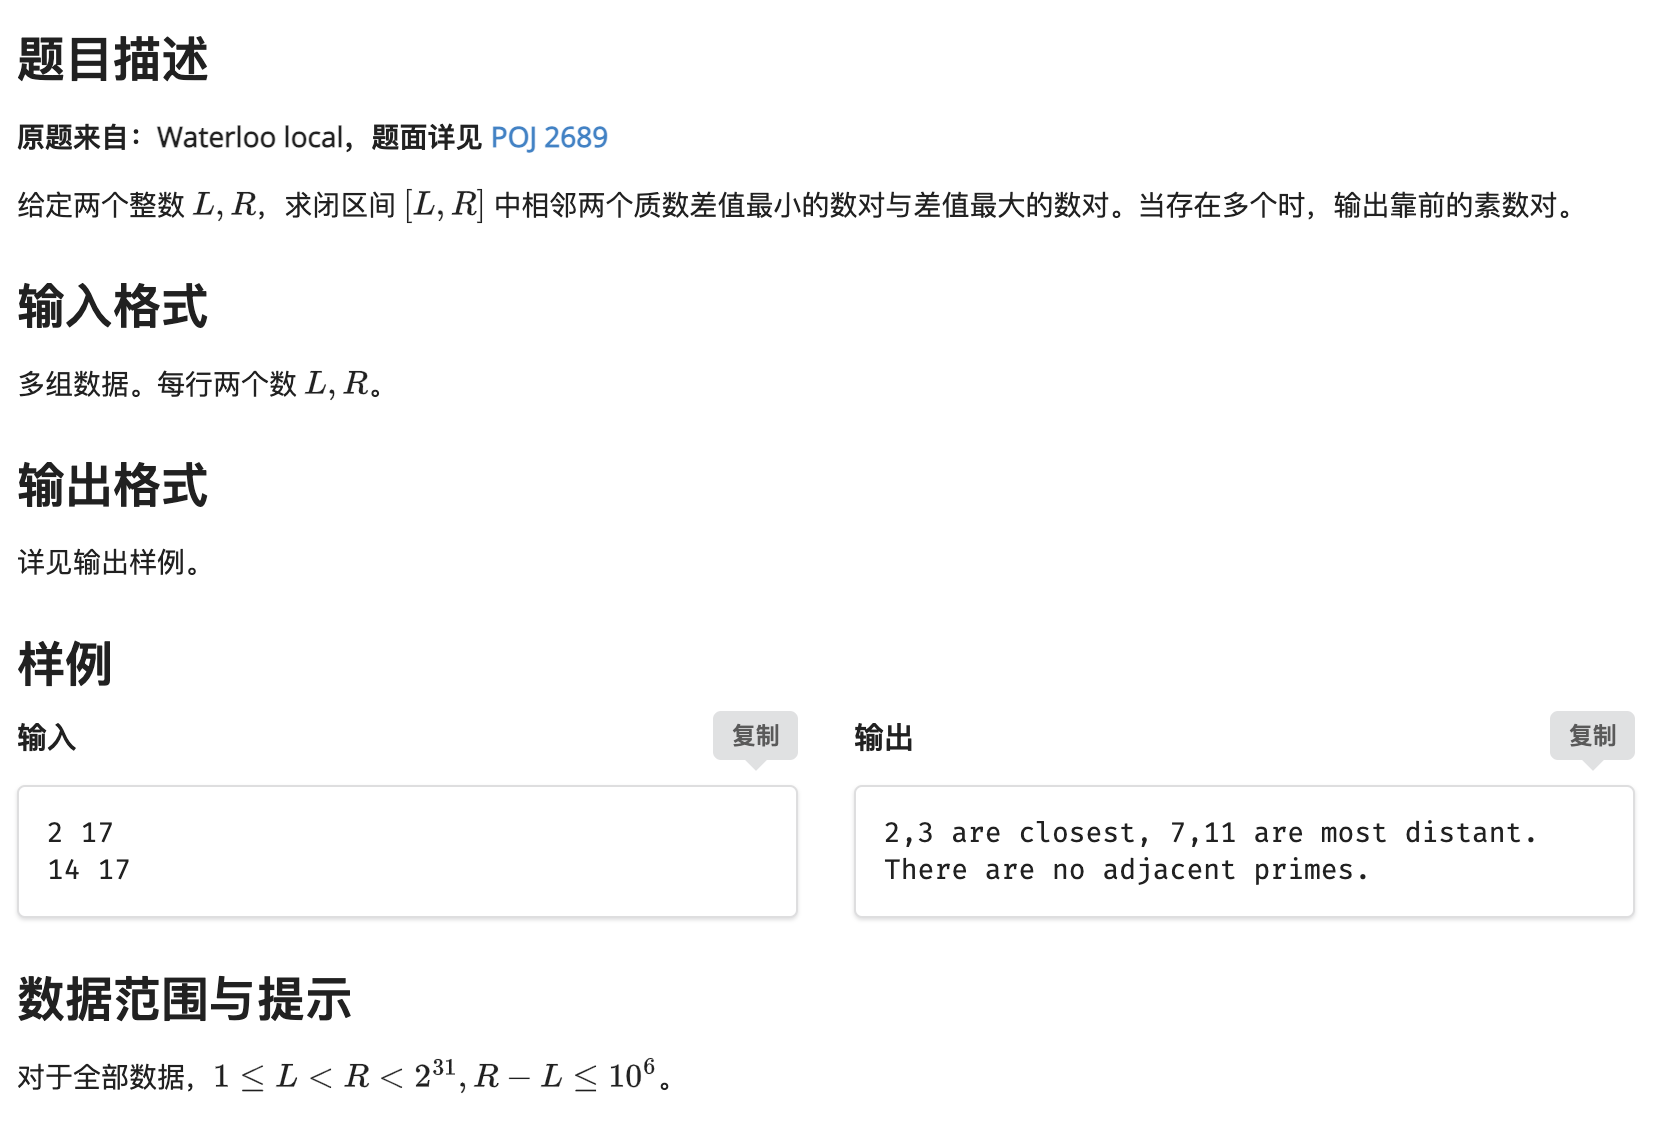 题目描述
原题来自：Waterloo local，题面详见 POJ 2689
给定两个整数 L, R，求闭区间 [L, R] 中相邻两个质数差值最小的数对与差值最大的数对。当存在多个时，输出靠前的素数对。
输入格式
多组数据。每行两个数 L, R。
输出格式
详见输出样例。
样例
输入
复制
2 17
14 17
输出
复制
2,3 are closest, 7,11 are most distant.
There are no adjacent primes.
数据范围与提示
对于全部数据，1 ≤ L < R < 2^31, R − L ≤ 10^6。